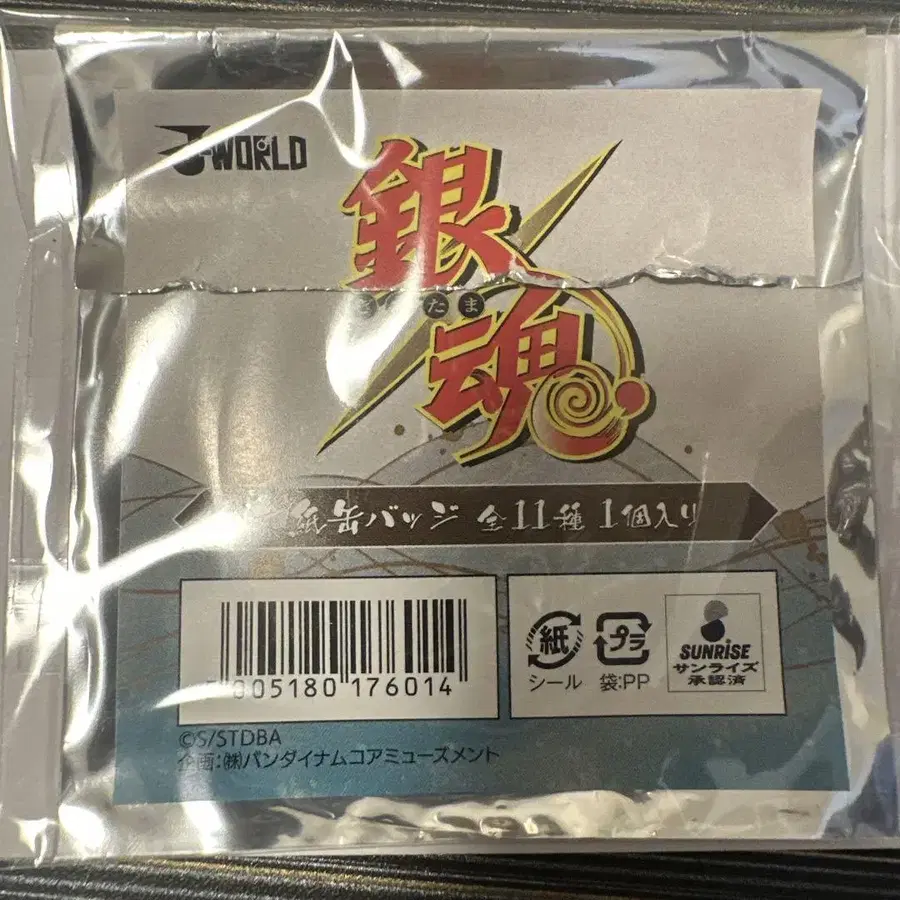 J-WORLD
銀魂
たま
紙缶バッジ 全11種 1個入り
005180 176014
紙
プラ
シール 袋:PP
SUNRISE
サンライズ
承認済
©S/STDBA
企画:㈱バンダイナムコアミューズメント